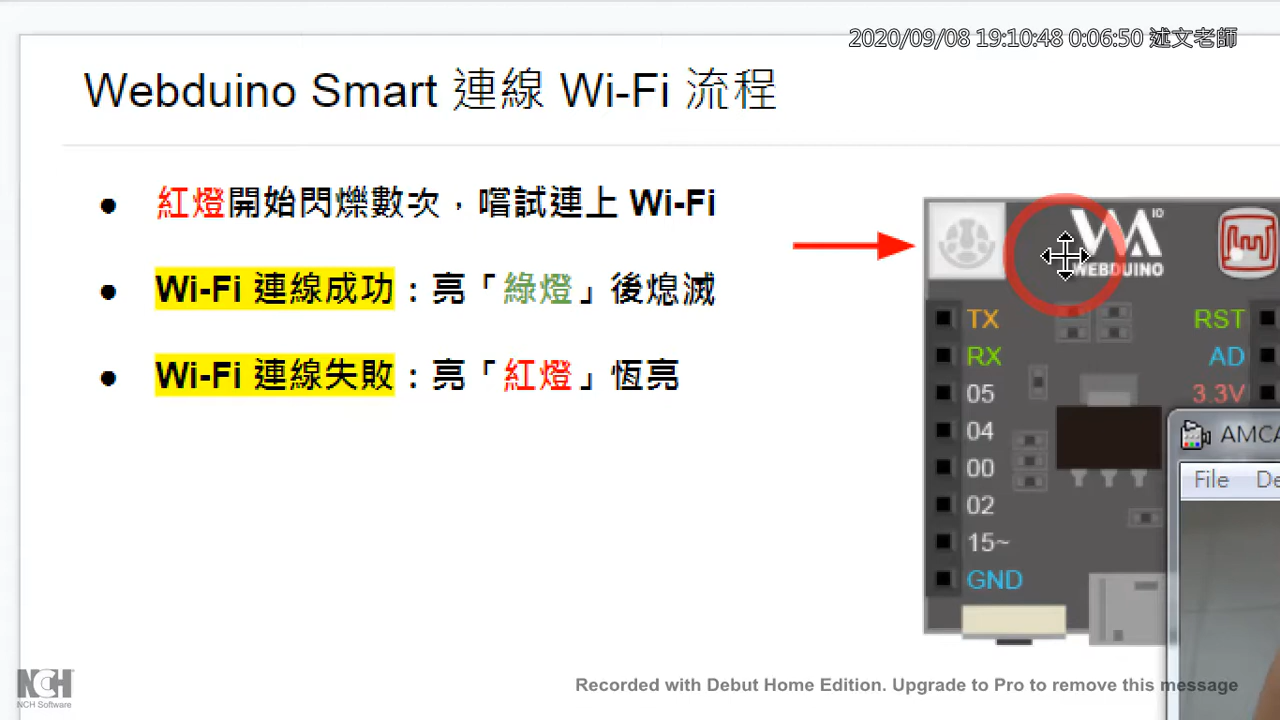 2020/09/08 19:10:48 0:06:50 述文老師
Webduino Smart 連線 Wi-Fi 流程
● 紅燈開始閃爍數次，嚐試連上 Wi-Fi
● Wi-Fi 連線成功：亮「綠燈」後熄滅
● Wi-Fi 連線失敗：亮「紅燈」恆亮
IO
WEBDUINO
TX
RST
RX
AD
05
3.3V
04
AMCA
00
File De
02
15~
GND
NCH
NCH Software
Recorded with Debut Home Edition. Upgrade to Pro to remove this message